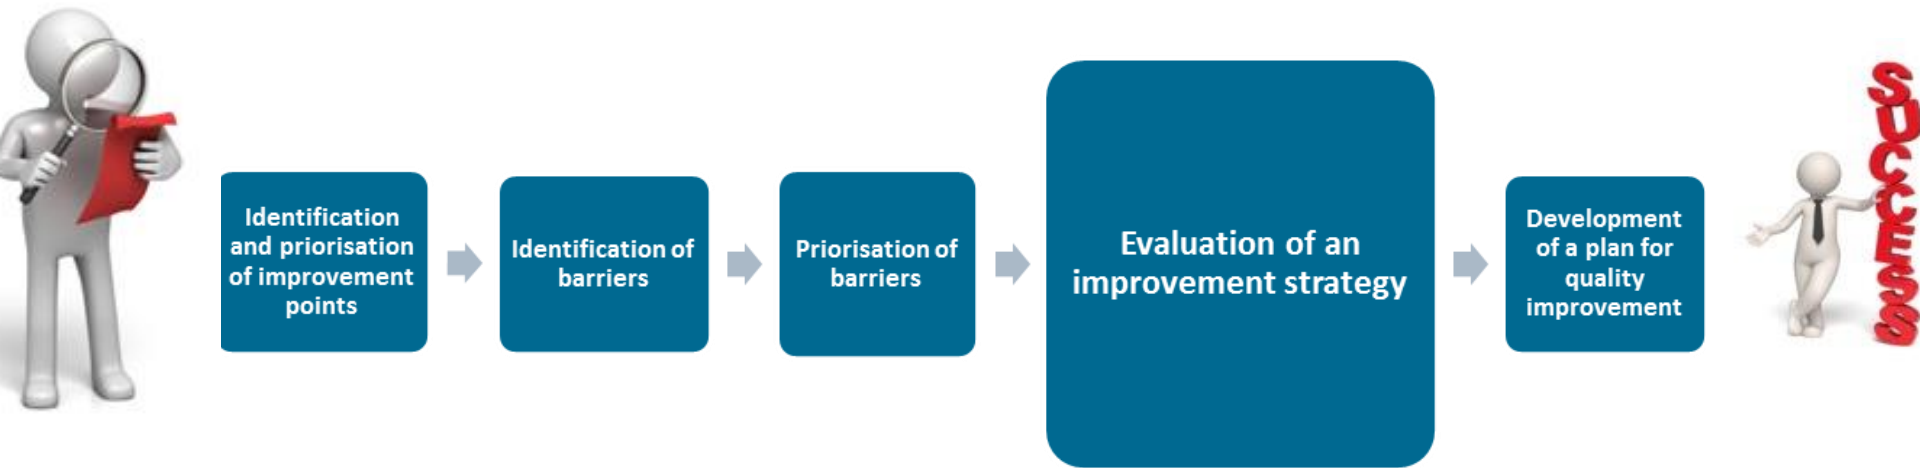 Identification
and priorisation
of improvement
points
Identification of
barriers
Priorisation of
barriers
Evaluation of an
improvement strategy
Development
of a plan for
quality
improvement
SUCCESS